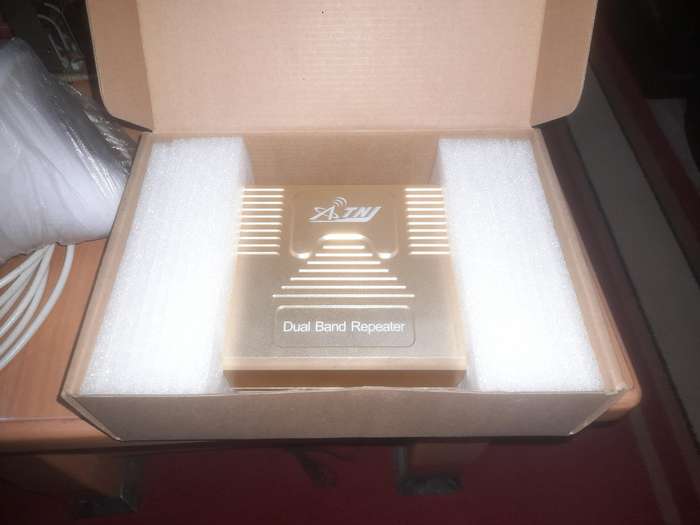 ATNJ
Dual Band Repeater